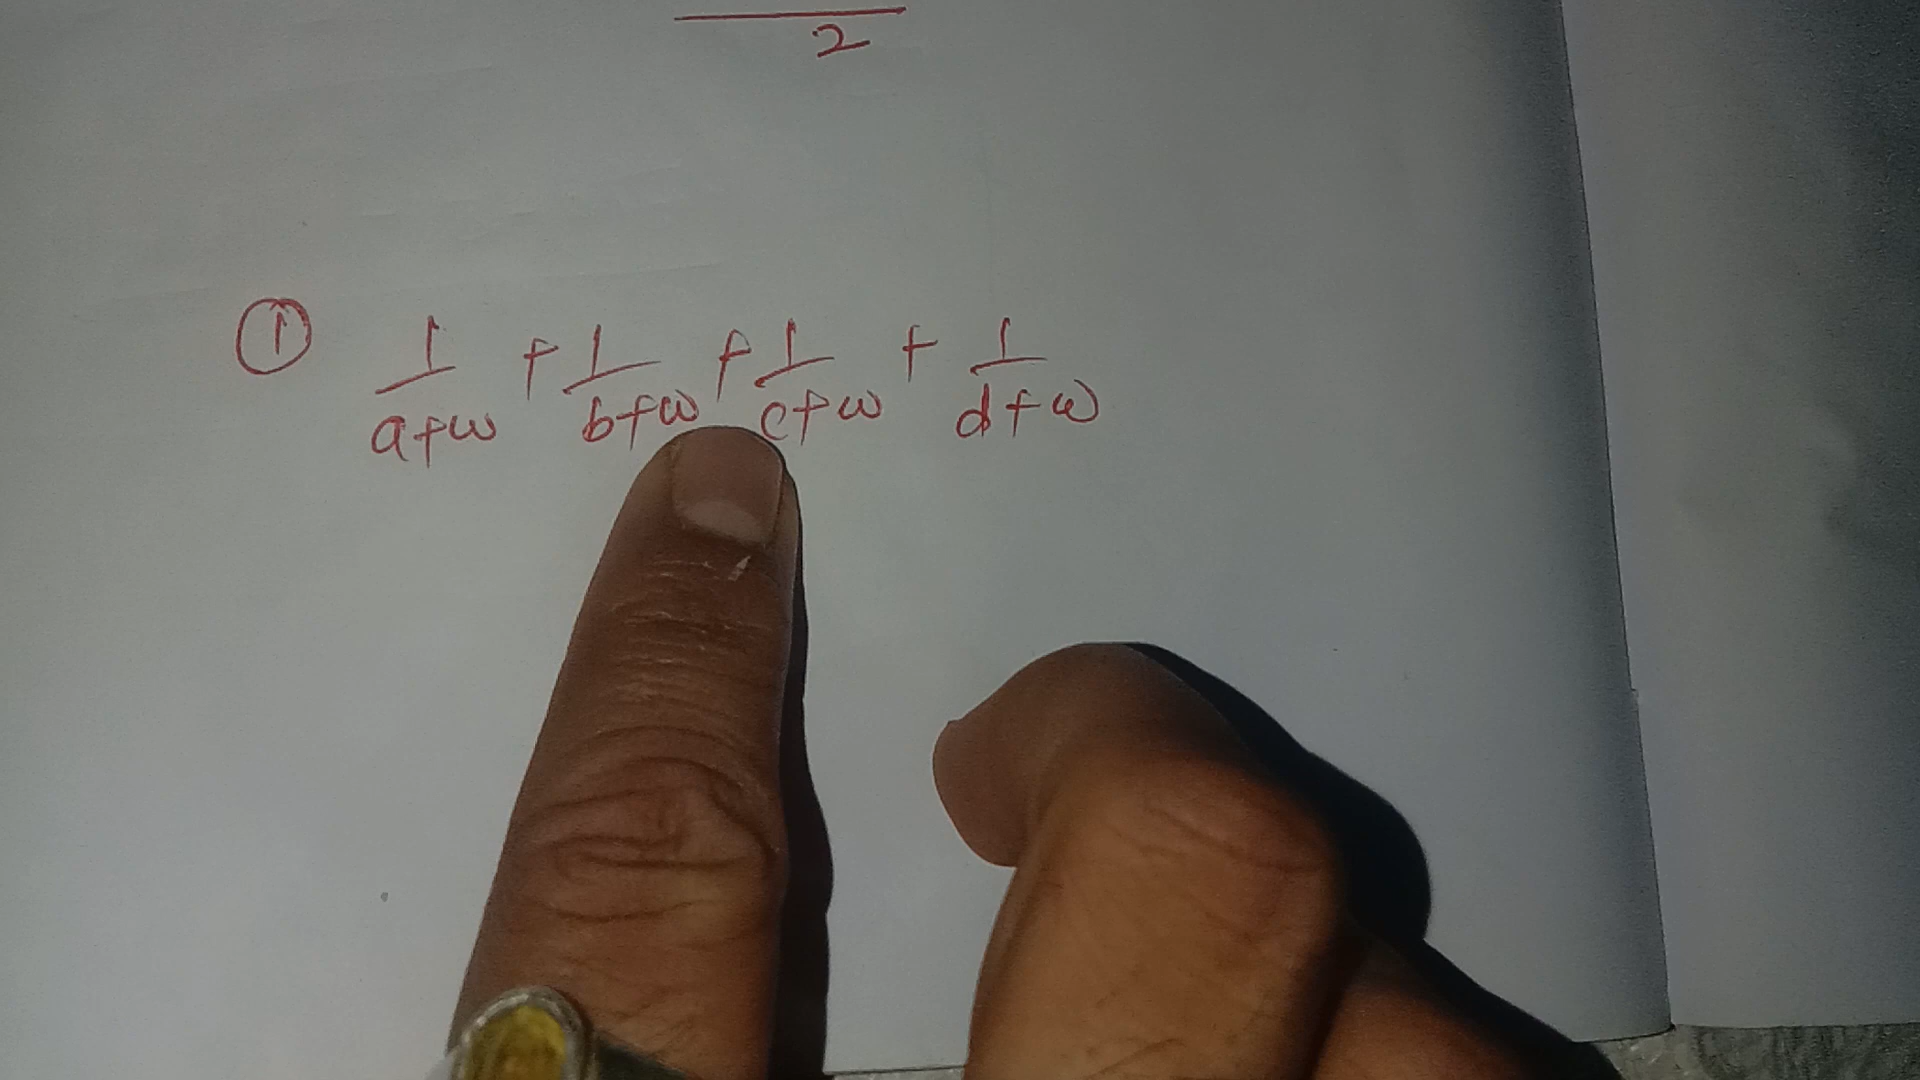 2
① 1/(a+ω) + 1/(b+ω) + 1/(c+ω) + 1/(d+ω)